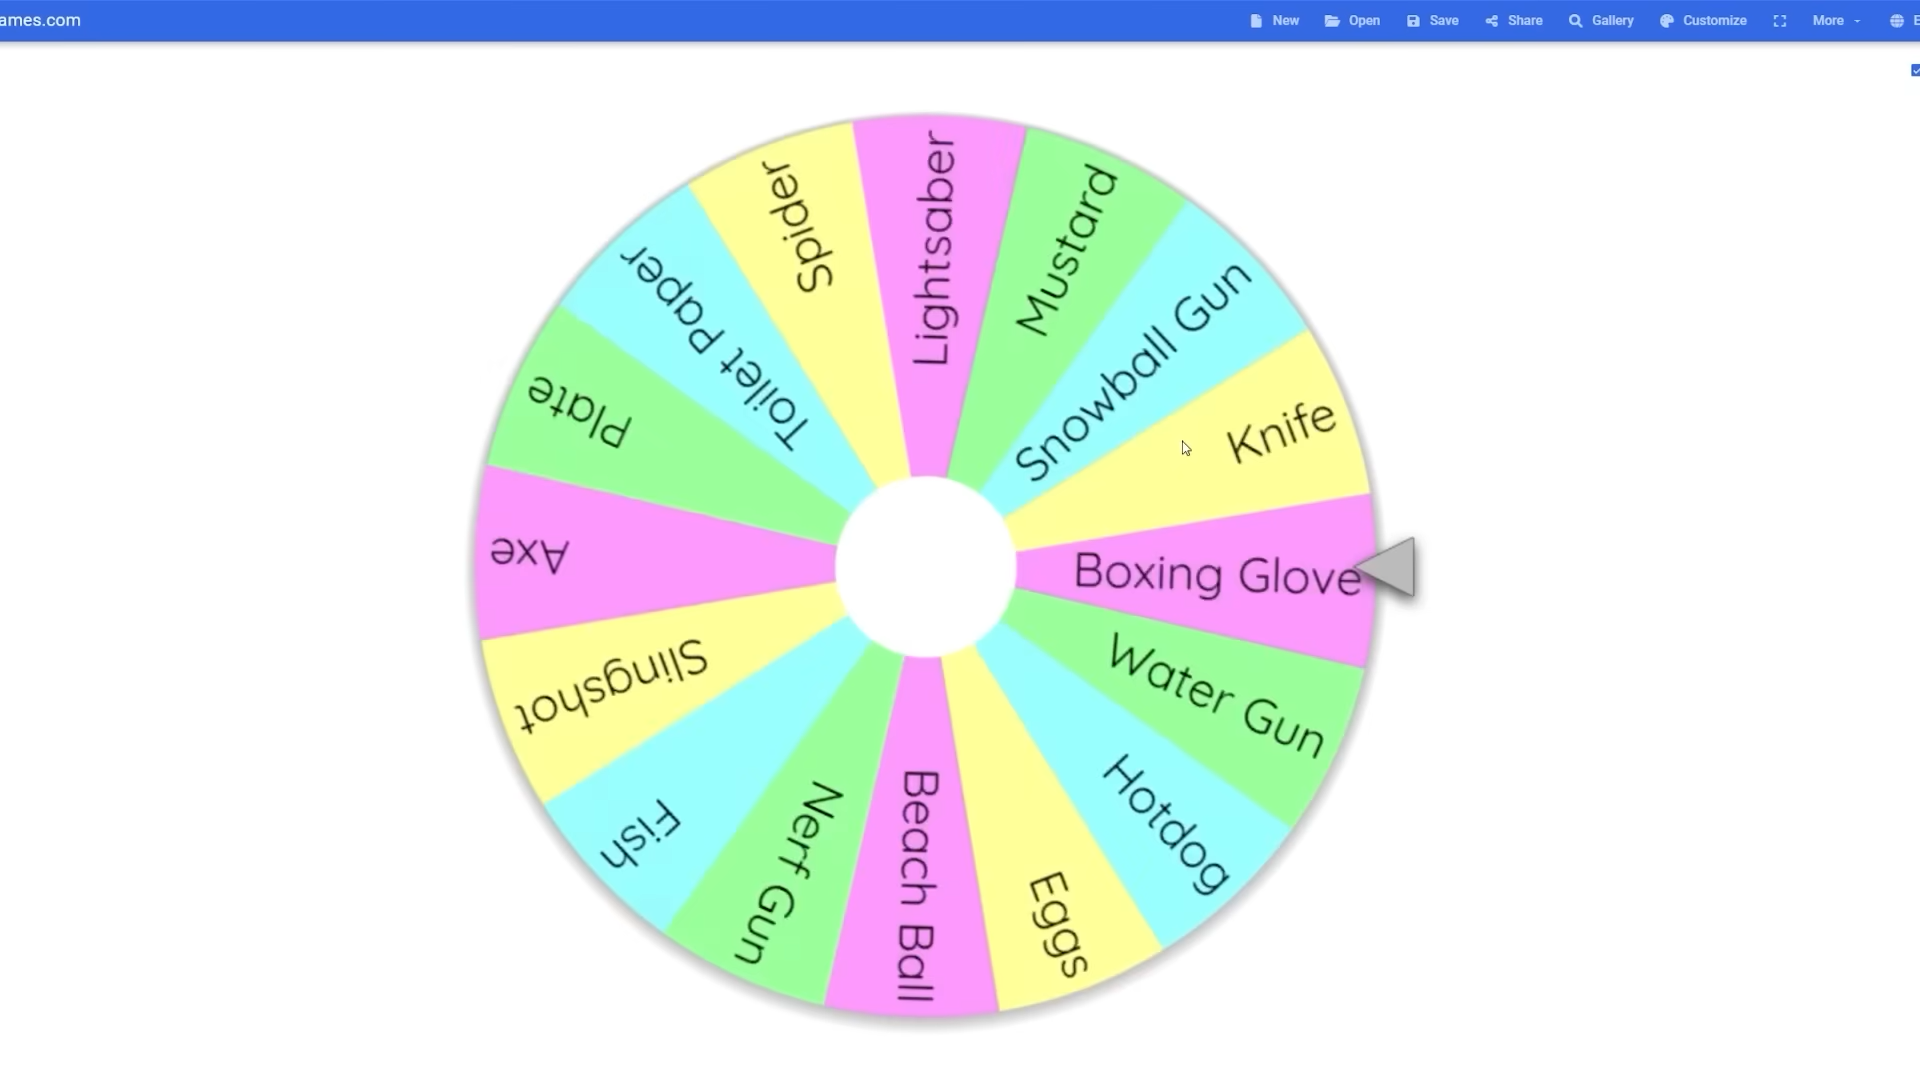 ames.com
New
Open
Save
Share
Gallery
Customize
More
Lightsaber
Mustard
Snowball Gun
Knife
Boxing Glove
Water Gun
Hotdog
Eggs
Beach Ball
Nerf Gun
Fish
Slingshot
Axe
Plate
Toilet Paper
Spider